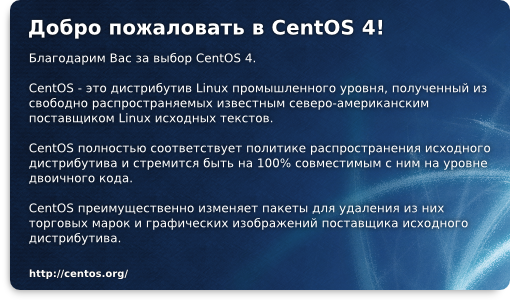 Добро пожаловать в CentOS 4!
Благодарим Вас за выбор CentOS 4.
CentOS - это дистрибутив Linux промышленного уровня, полученный из
свободно распространяемых известным северо-американским
поставщиком Linux исходных текстов.
CentOS полностью соответствует политике распространения исходного
дистрибутива и стремится быть на 100% совместимым с ним на уровне
двоичного кода.
CentOS преимущественно изменяет пакеты для удаления из них
торговых марок и графических изображений поставщика исходного
дистрибутива.
http://centos.org/